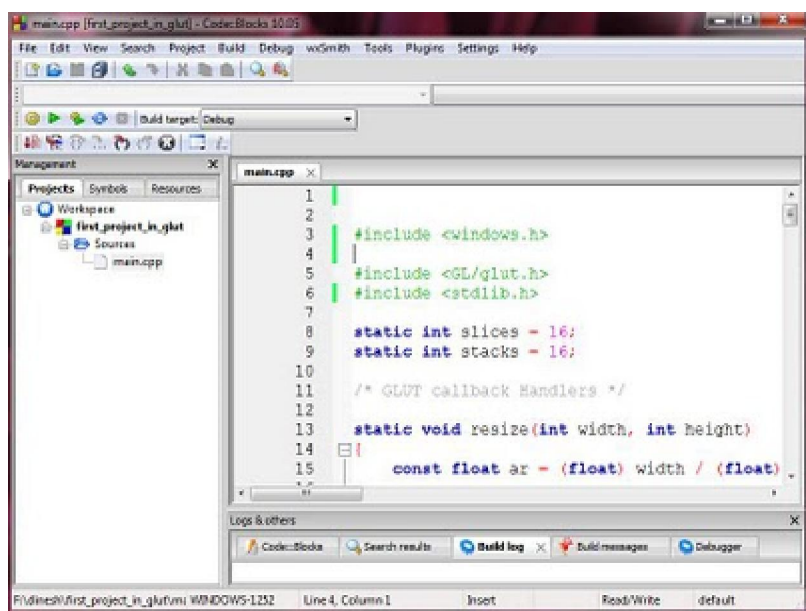 main.cpp [first_project_in_glut] - Code::Blocks 10.05
File Edit View Search Project Build Debug wxSmith Tools Plugins Settings Help
Build target: Debug
Management
main.cpp
Projects Symbols Resources
Workspace
first_project_in_glut
Sources
main.cpp
1
2
3 #include <windows.h>
4
5 #include <GL/glut.h>
6 #include <stdlib.h>
7
8 static int slices = 16;
9 static int stacks = 16;
10
11 /* GLUT callback Handlers */
12
13 static void resize(int width, int height)
14 {
15 const float ar = (float) width / (float)
Logs & others
Code::Blocks Search results Build log Build messages Debugger
F:\dinesh\first_project_in_glut\m WINDOWS-1252 Line 4, Column 1 Insert Read/Write default